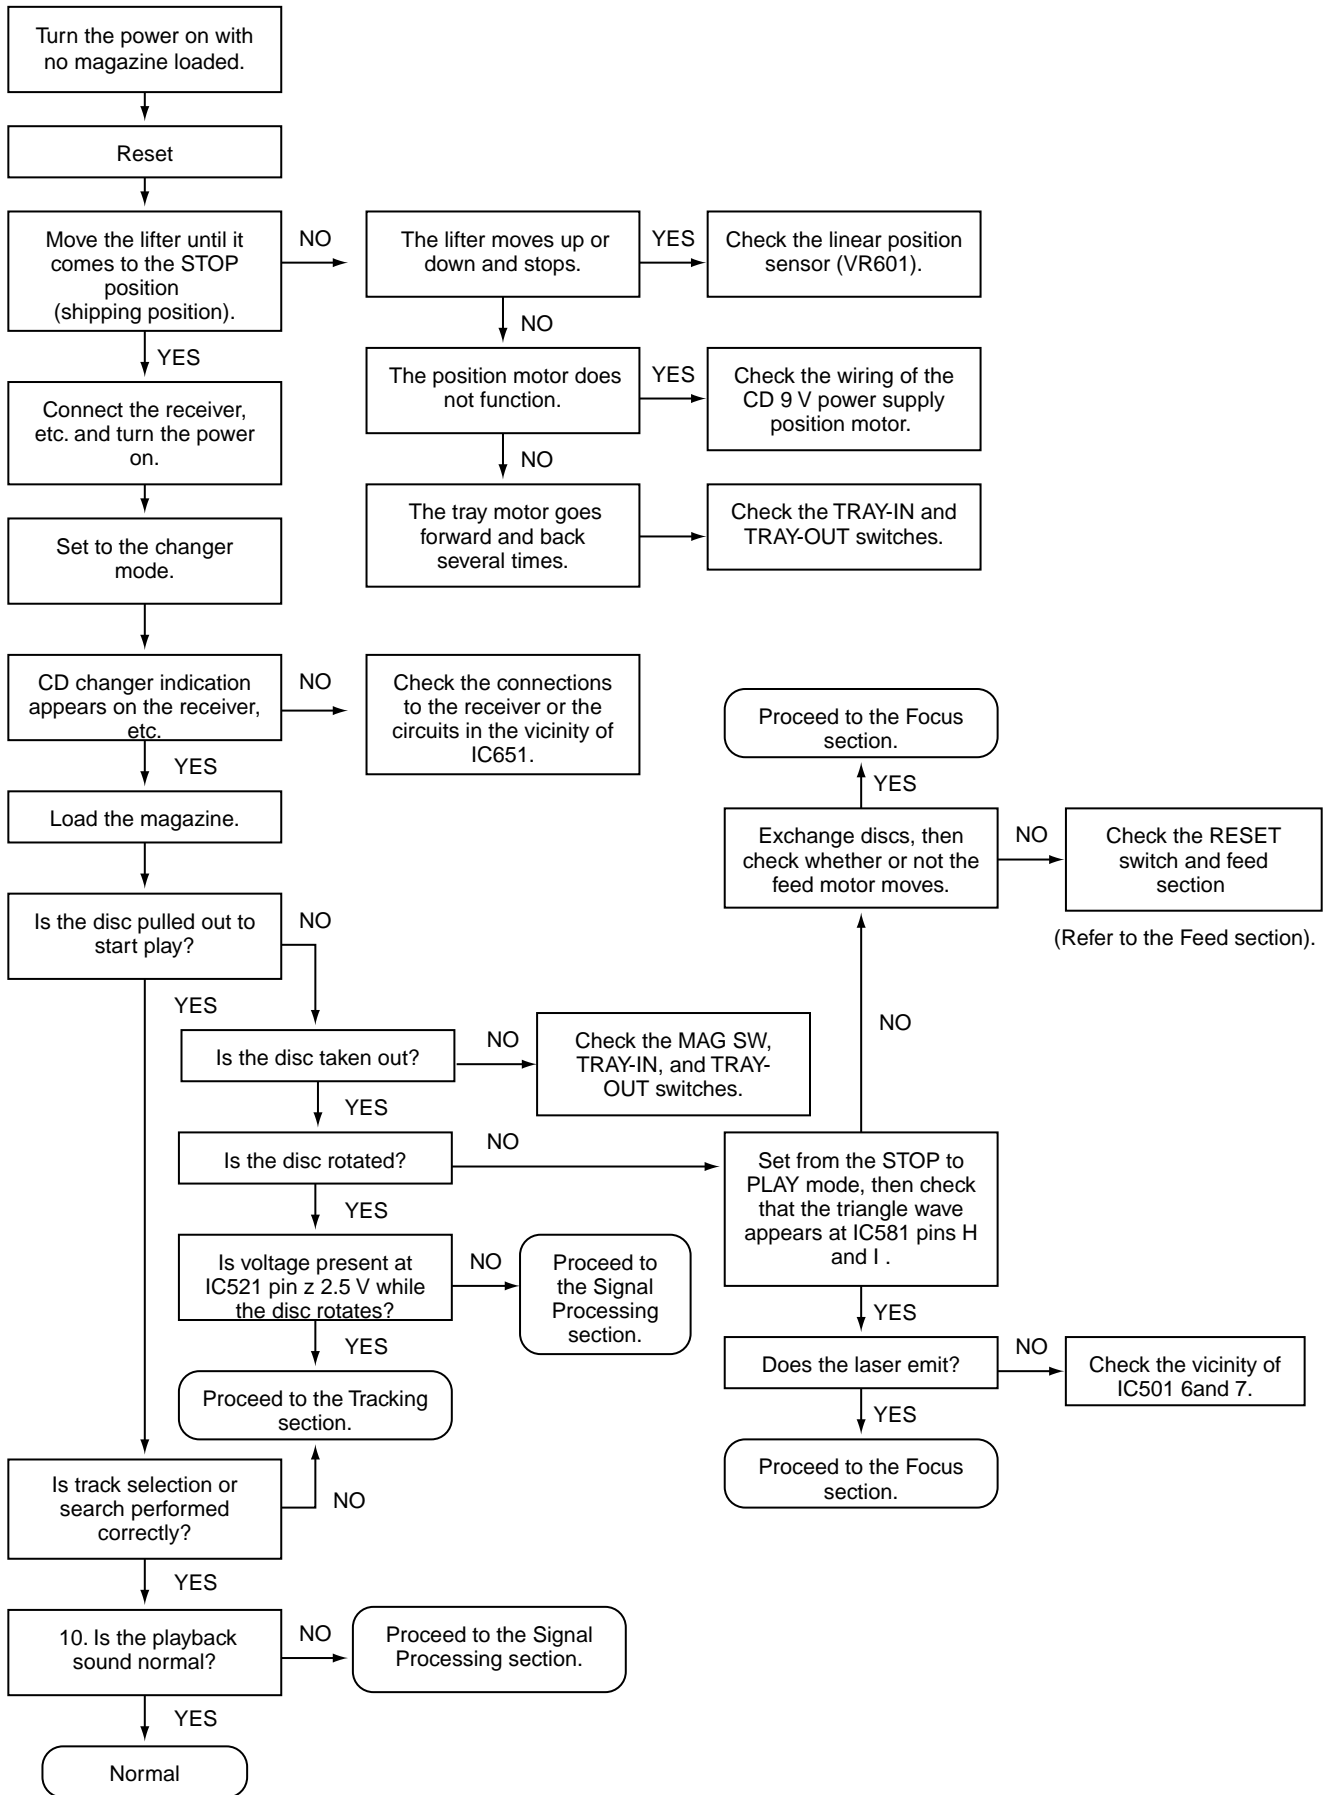 Turn the power on with
no magazine loaded.
Reset
Move the lifter until it
comes to the STOP
position
(shipping position).
NO
The lifter moves up or
down and stops.
YES
Check the linear position
sensor (VR601).
NO
YES
The position motor does
not function.
YES
Check the wiring of the
CD 9 V power supply
position motor.
Connect the receiver,
etc. and turn the power
on.
NO
The tray motor goes
forward and back
several times.
Check the TRAY-IN and
TRAY-OUT switches.
Set to the changer
mode.
CD changer indication
appears on the receiver,
etc.
NO
Check the connections
to the receiver or the
circuits in the vicinity of
IC651.
YES
Proceed to the Focus
section.
YES
Load the magazine.
Exchange discs, then
check whether or not the
feed motor moves.
NO
Check the RESET
switch and feed
section
(Refer to the Feed section).
Is the disc pulled out to
start play?
NO
YES
NO
Is the disc taken out?
NO
Check the MAG SW,
TRAY-IN, and TRAY-
OUT switches.
YES
Is the disc rotated?
NO
Set from the STOP to
PLAY mode, then check
that the triangle wave
appears at IC581 pins H
and I .
YES
Is voltage present at
IC521 pin z 2.5 V while
the disc rotates?
NO
Proceed to
the Signal
Processing
section.
YES
YES
Does the laser emit?
NO
Check the vicinity of
IC501 6and 7.
Proceed to the Tracking
section.
YES
Proceed to the Focus
section.
Is track selection or
search performed
correctly?
NO
YES
10. Is the playback
sound normal?
NO
Proceed to the Signal
Processing section.
YES
Normal